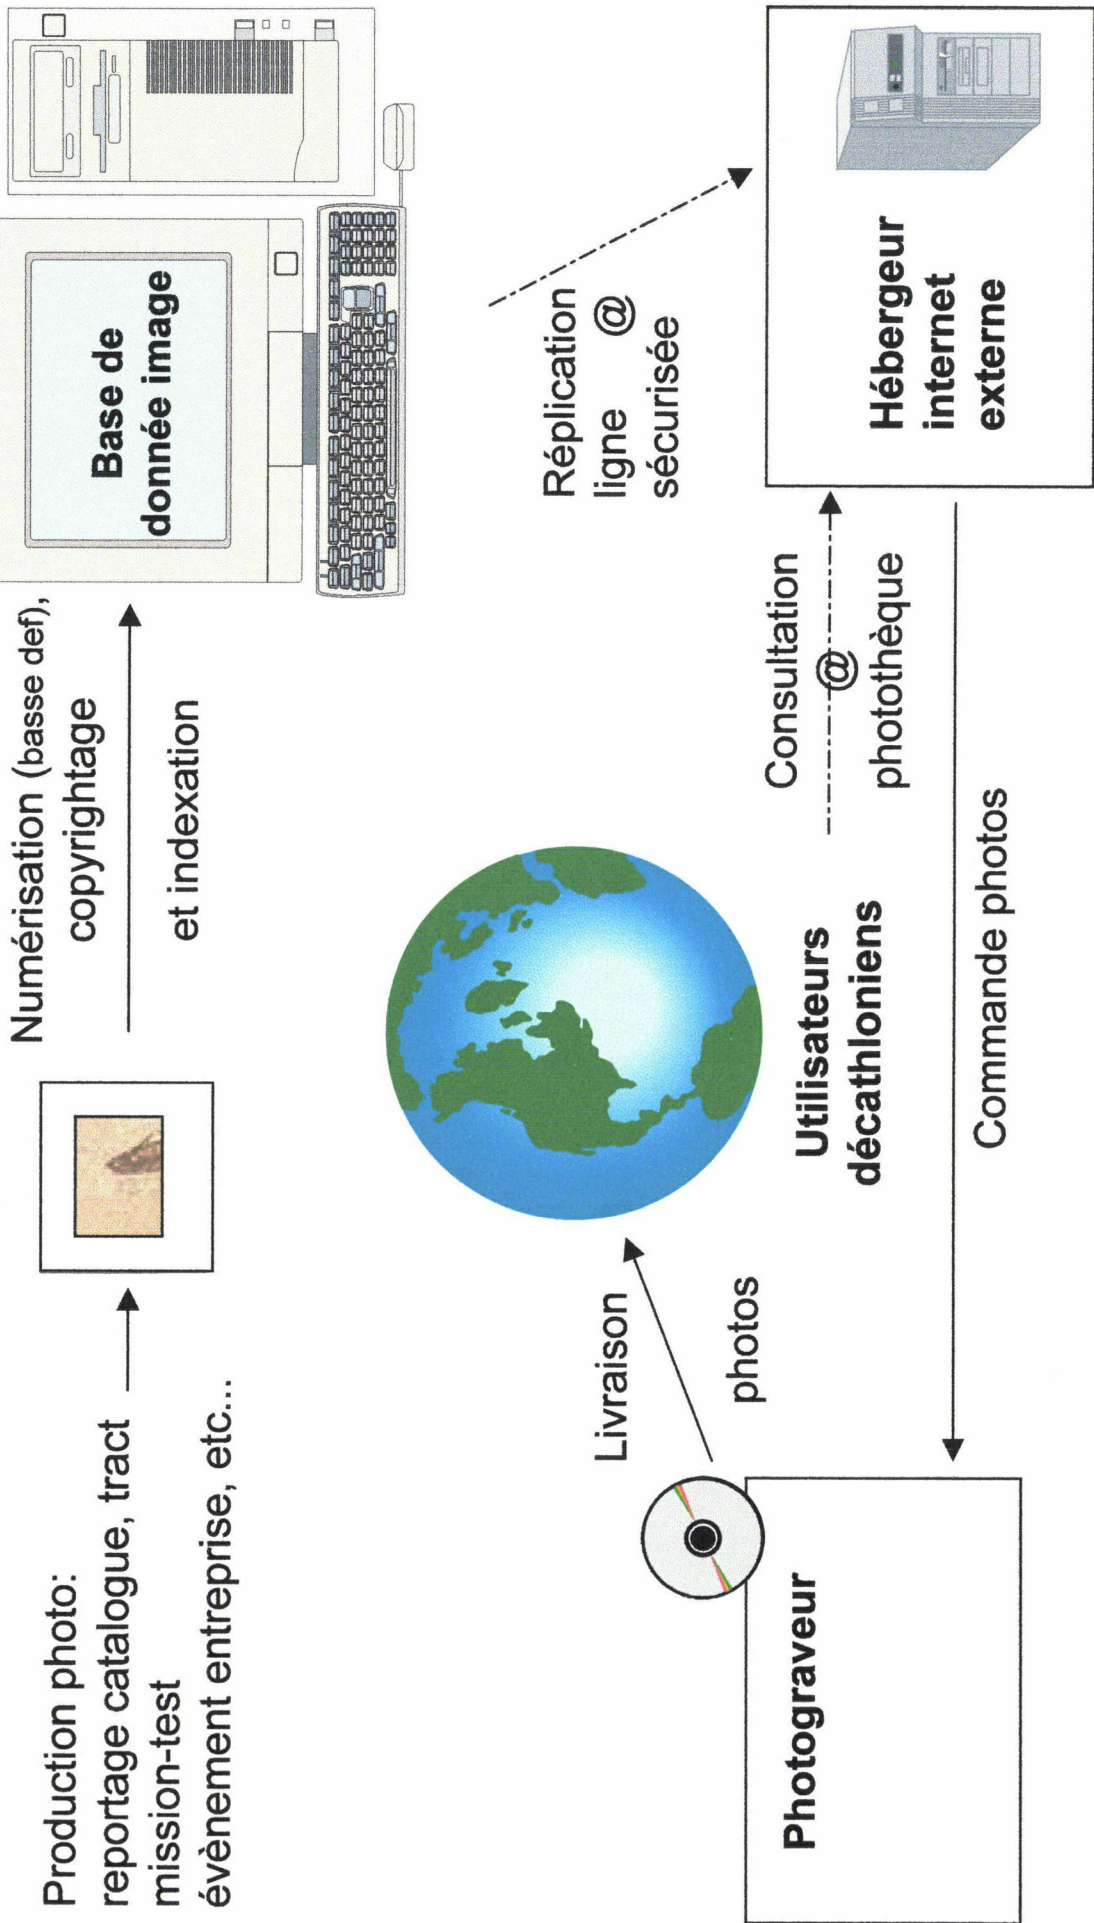 Production photo:
reportage catalogue, tract
mission-test
évènement entreprise, etc...
Numérisation (basse def),
copyrightage
et indexation
Base de
donnée image
Réplication
ligne @
sécurisée
Hébergeur
internet
externe
Consultation
@
photothèque
Utilisateurs
décathloniens
Commande photos
Livraison
photos
Photograveur